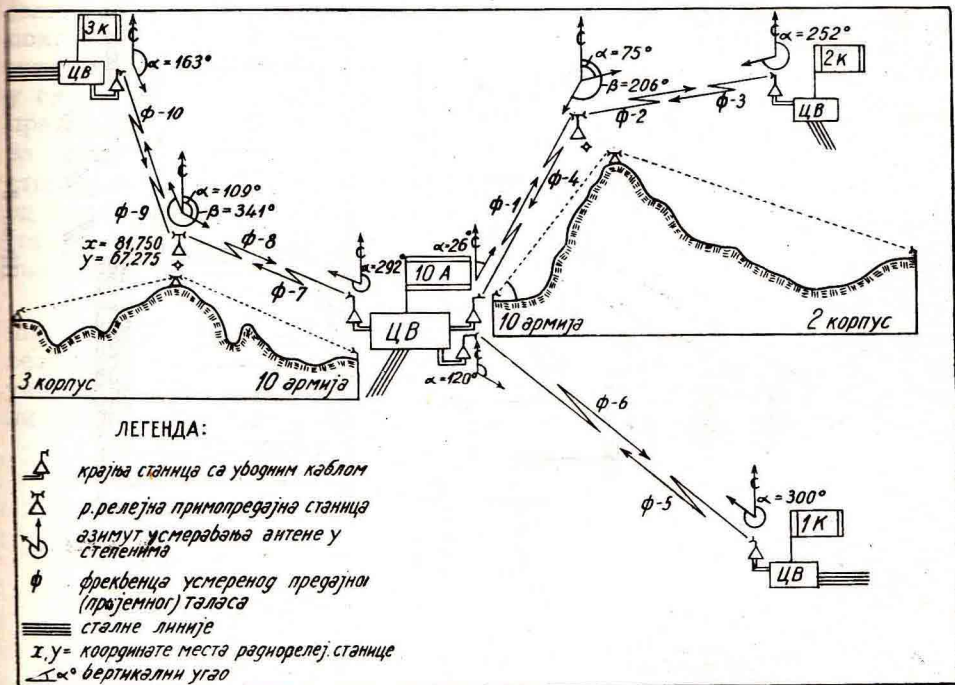 3к
ЦВ
С
α=163°
ф-10
С
α=109°
β=341°
ф-9
x= 81,750
y= 67,275
ф-8
ф-7
3 корпус
10 армија
С
α=292°
10 А
ЦВ
α=26°
С
ф-1
ф-4
С
α=75°
β=206°
ф-2
ф-3
С
α=252°
2к
ЦВ
10 армија
2 корпус
С
α=120°
ф-6
ф-5
С
α=300°
1К
ЦВ
ЛЕГЕНДА:
крајња станица са уводним каблом
р.релејна примопредајна станица
азимут усмеравања антене у
степенима
ф фреквенца усмереног предајног
(пријемног) таласа
сталне линије
x,y= координате места радиорелеј. станице
α° вертикални угао